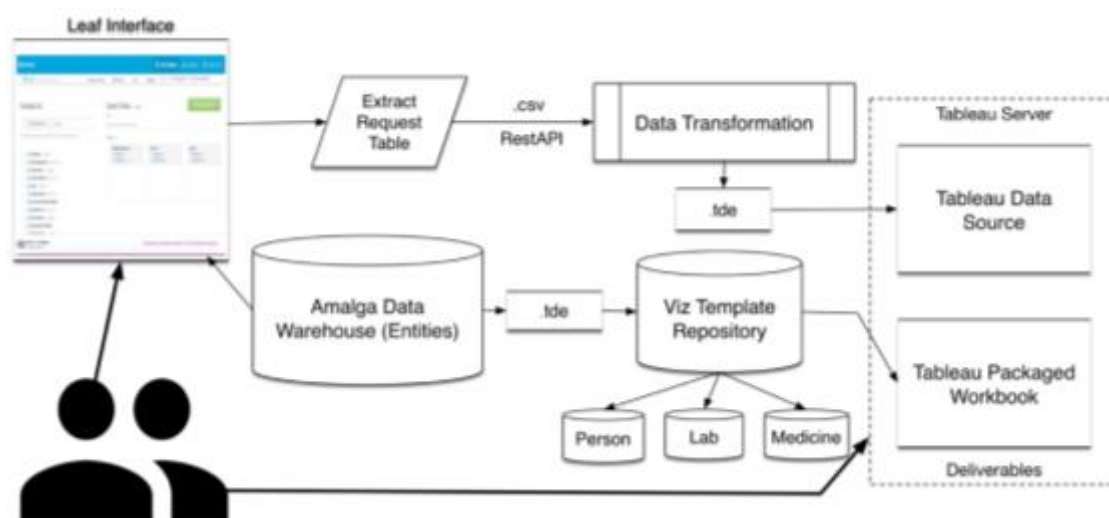 Leaf Interface
Extract
Request
Table
.csv
RestAPI
Data Transformation
Tableau Server
.tde
Tableau Data
Source
Amalga Data
Warehouse (Entities)
.tde
Viz Template
Repository
Tableau Packaged
Workbook
Person
Lab
Medicine
Deliverables